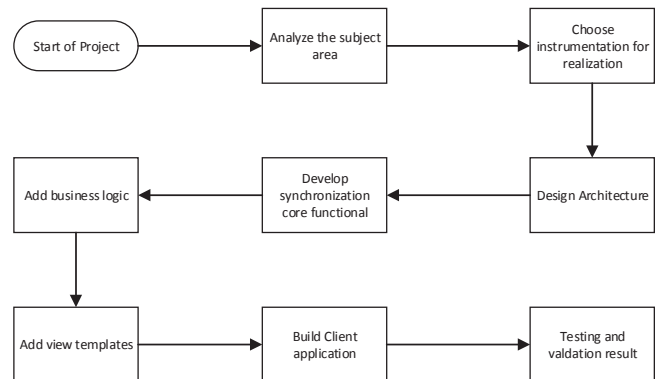 Start of Project
Analyze the subject
area
Choose
instrumentation for
realization
Add business logic
Develop
synchronization
core functional
Design Architecture
Add view templates
Build Client
application
Testing and
valdation result